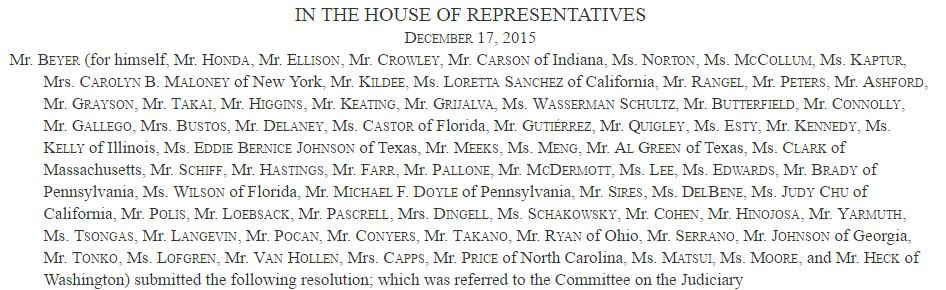 IN THE HOUSE OF REPRESENTATIVES
DECEMBER 17, 2015
Mr. BEYER (for himself, Mr. HONDA, Mr. ELLISON, Mr. CROWLEY, Mr. CARSON of Indiana, Ms. NORTON, Ms. MCCOLLUM, Ms. KAPTUR,
Mrs. CAROLYN B. MALONEY of New York, Mr. KILDEE, Ms. LORETTA SANCHEZ of California, Mr. RANGEL, Mr. PETERS, Mr. ASHFORD,
Mr. GRAYSON, Mr. TAKAI, Mr. HIGGINS, Mr. KEATING, Mr. GRIJALVA, Ms. WASSERMAN SCHULTZ, Mr. BUTTERFIELD, Mr. CONNOLLY,
Mr. GALLEGO, Mrs. BUSTOS, Mr. DELANEY, Ms. CASTOR of Florida, Mr. GUTIÉRREZ, Mr. QUIGLEY, Ms. ESTY, Mr. KENNEDY, Ms.
KELLY of Illinois, Ms. EDDIE BERNICE JOHNSON of Texas, Mr. MEEKS, Ms. MENG, Mr. AL GREEN of Texas, Ms. CLARK of
Massachusetts, Mr. SCHIFF, Mr. HASTINGS, Mr. FARR, Mr. PALLONE, Mr. MCDERMOTT, Ms. LEE, Ms. EDWARDS, Mr. BRADY of
Pennsylvania, Ms. WILSON of Florida, Mr. MICHAEL F. DOYLE of Pennsylvania, Mr. SIRES, Ms. DELBENE, Ms. JUDY CHU of
California, Mr. POLIS, Mr. LOEBSACK, Mr. PASCRELL, Mrs. DINGELL, Ms. SCHAKOWSKY, Mr. COHEN, Mr. HINOJOSA, Mr. YARMUTH,
Ms. TSONGAS, Mr. LANGEVIN, Mr. POCAN, Mr. CONYERS, Mr. TAKANO, Mr. RYAN of Ohio, Mr. SERRANO, Mr. JOHNSON of Georgia,
Mr. TONKO, Ms. LOFGREN, Mr. VAN HOLLEN, Mrs. CAPPS, Mr. PRICE of North Carolina, Ms. MATSUI, Ms. MOORE, and Mr. HECK of
Washington) submitted the following resolution; which was referred to the Committee on the Judiciary